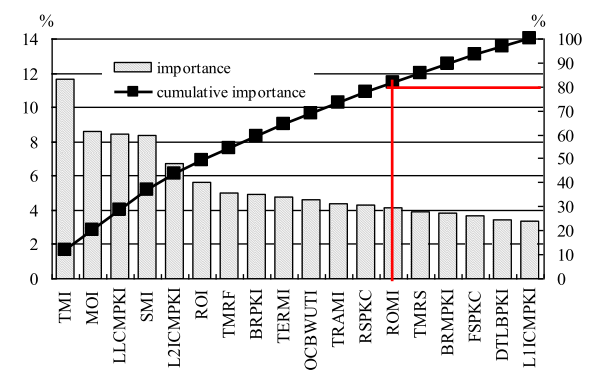 %
%
14
12
10
8
6
4
2
0
importance
cumulative importance
100
90
80
70
60
50
40
30
20
10
0
TMI
MOI
LLCMPKI
SMI
L2ICMPKI
ROI
TMRF
BRPKI
TERMI
OCBWUTI
TRAMI
RSPKC
ROMI
TMRS
BRMPKI
FSPKC
DTLBPKI
L1ICMPKI